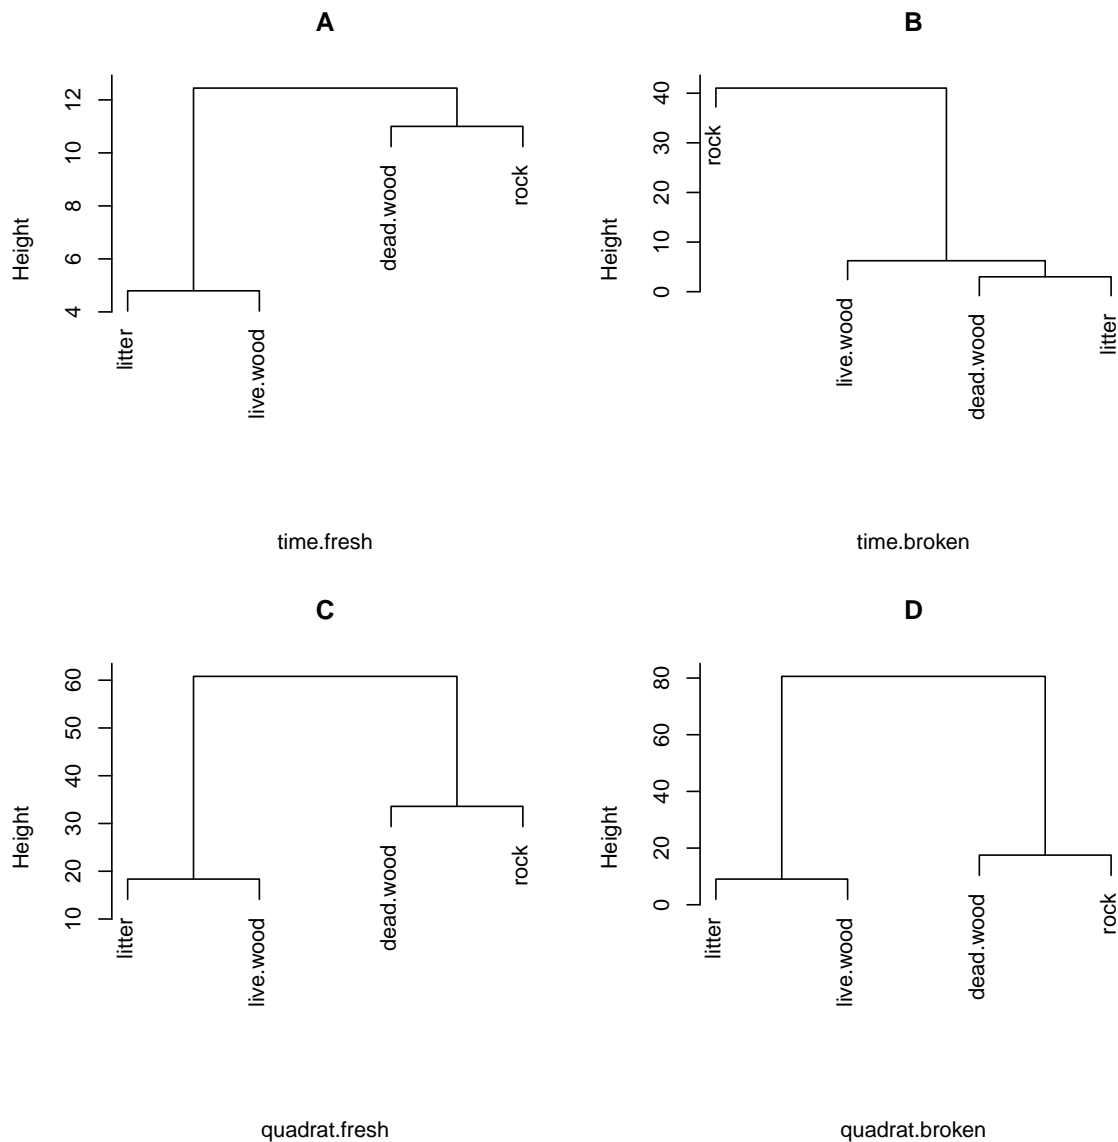 A
Height
4
6
8
10
12
litter
live.wood
dead.wood
rock
time.fresh
B
Height
0
10
20
30
40
rock
live.wood
dead.wood
litter
time.broken
C
Height
10
20
30
40
50
60
litter
live.wood
dead.wood
rock
quadrat.fresh
D
Height
0
20
40
60
80
litter
live.wood
dead.wood
rock
quadrat.broken